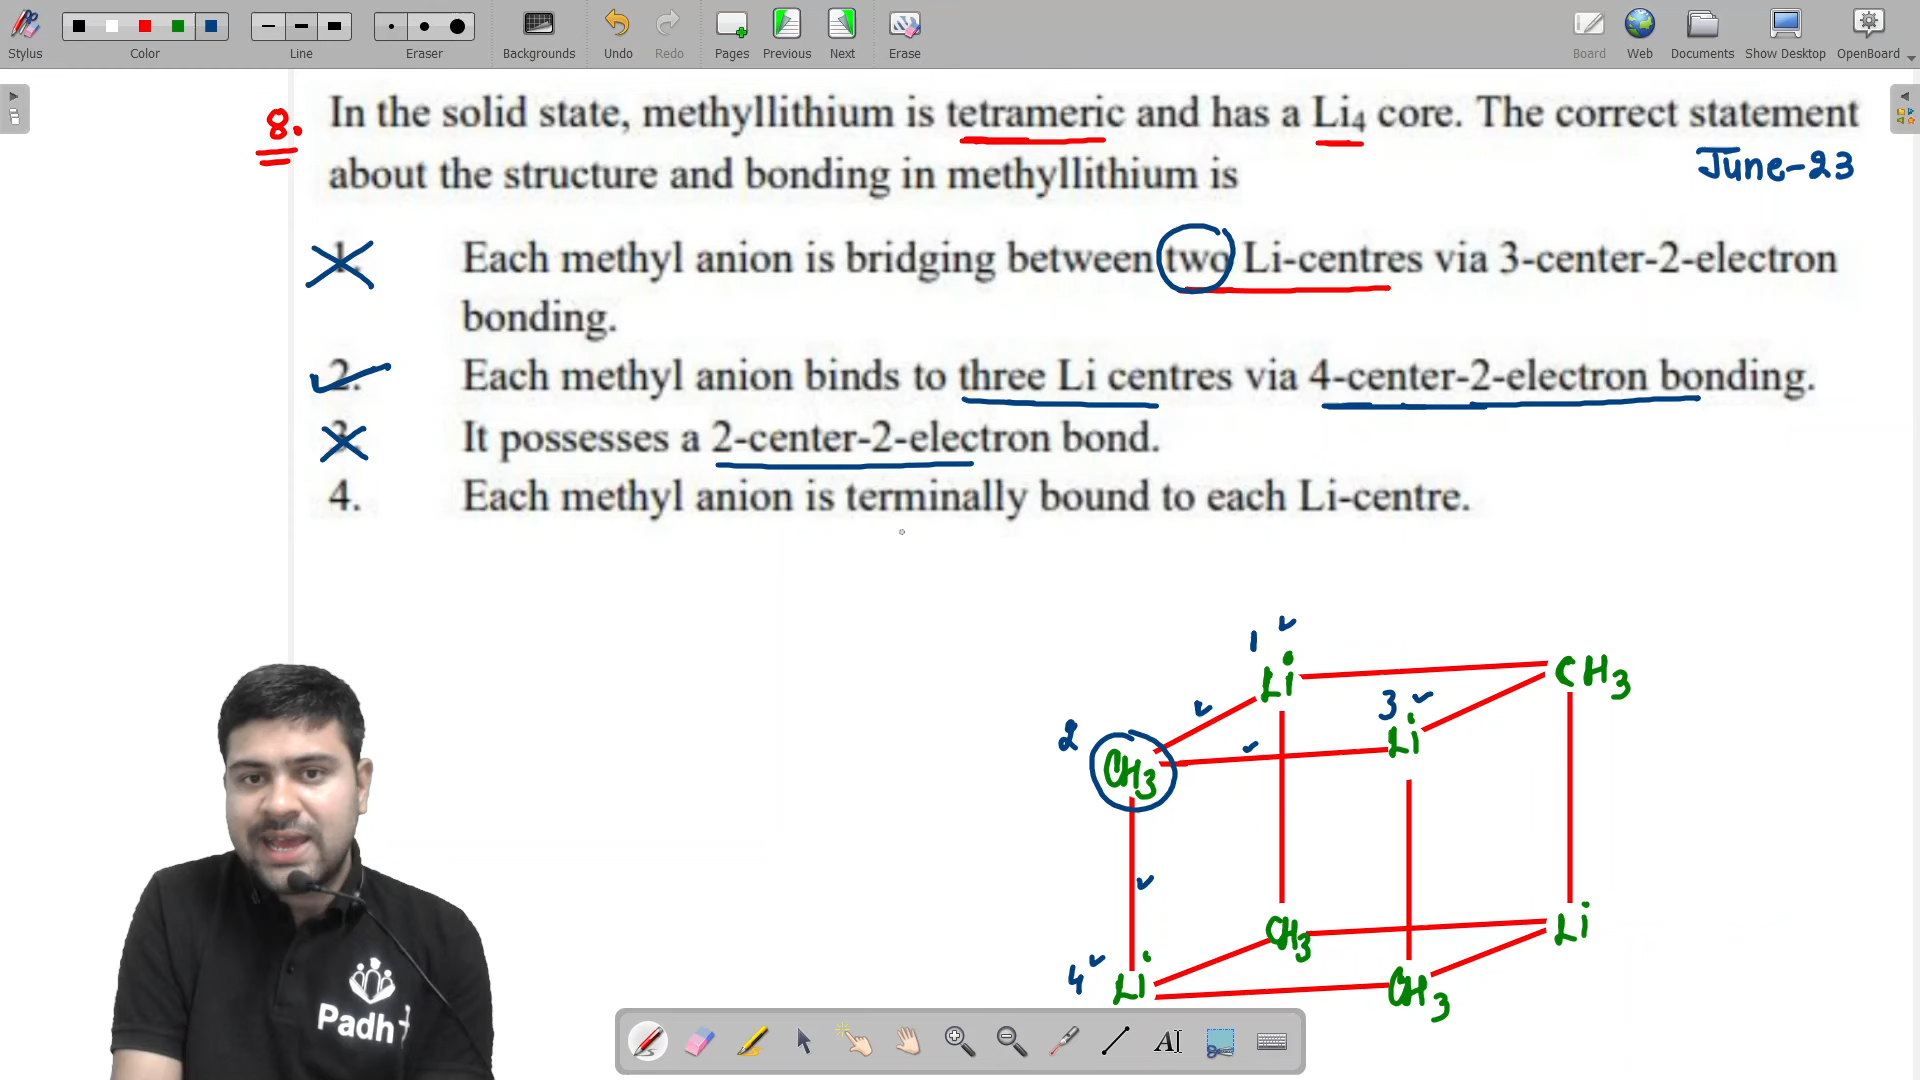 Stylus
Color
Line
Eraser
Backgrounds
Undo
Redo
Pages
Previous
Next
Erase
Board
Web
Documents
Show Desktop
OpenBoard
8. In the solid state, methyllithium is tetrameric and has a Li4 core. The correct statement
about the structure and bonding in methyllithium is
June-23
1. Each methyl anion is bridging between two Li-centres via 3-center-2-electron
bonding.
2. Each methyl anion binds to three Li centres via 4-center-2-electron bonding.
3. It possesses a 2-center-2-electron bond.
4. Each methyl anion is terminally bound to each Li-centre.
1
Li
CH3
3
Li
2
CH3
CH3
Li
4
Li
CH3
Padh
AI